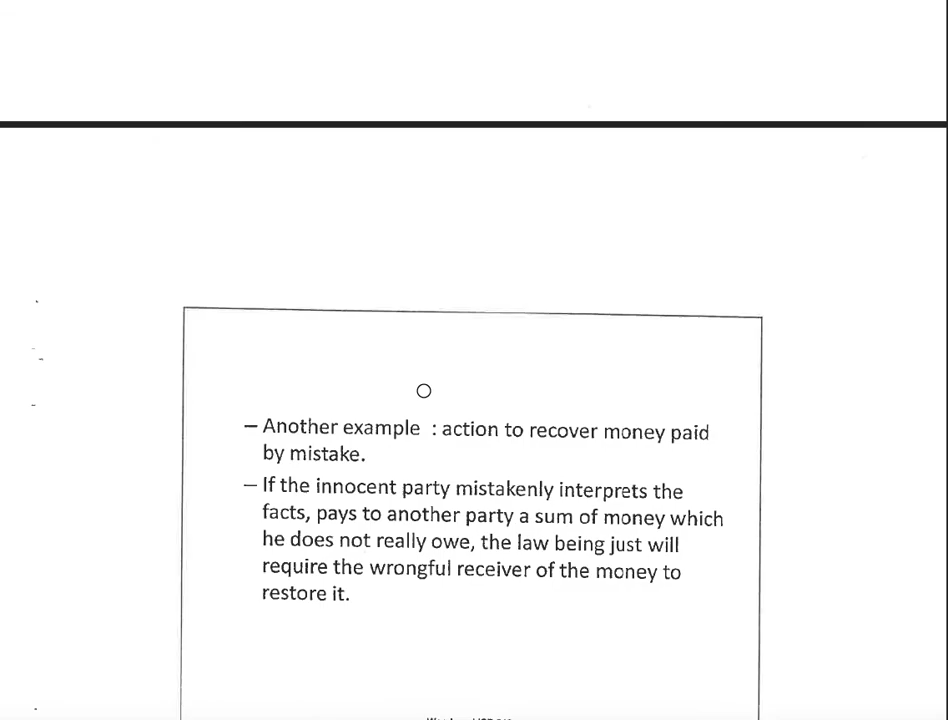 – Another example : action to recover money paid
by mistake.
– If the innocent party mistakenly interprets the
facts, pays to another party a sum of money which
he does not really owe, the law being just will
require the wrongful receiver of the money to
restore it.